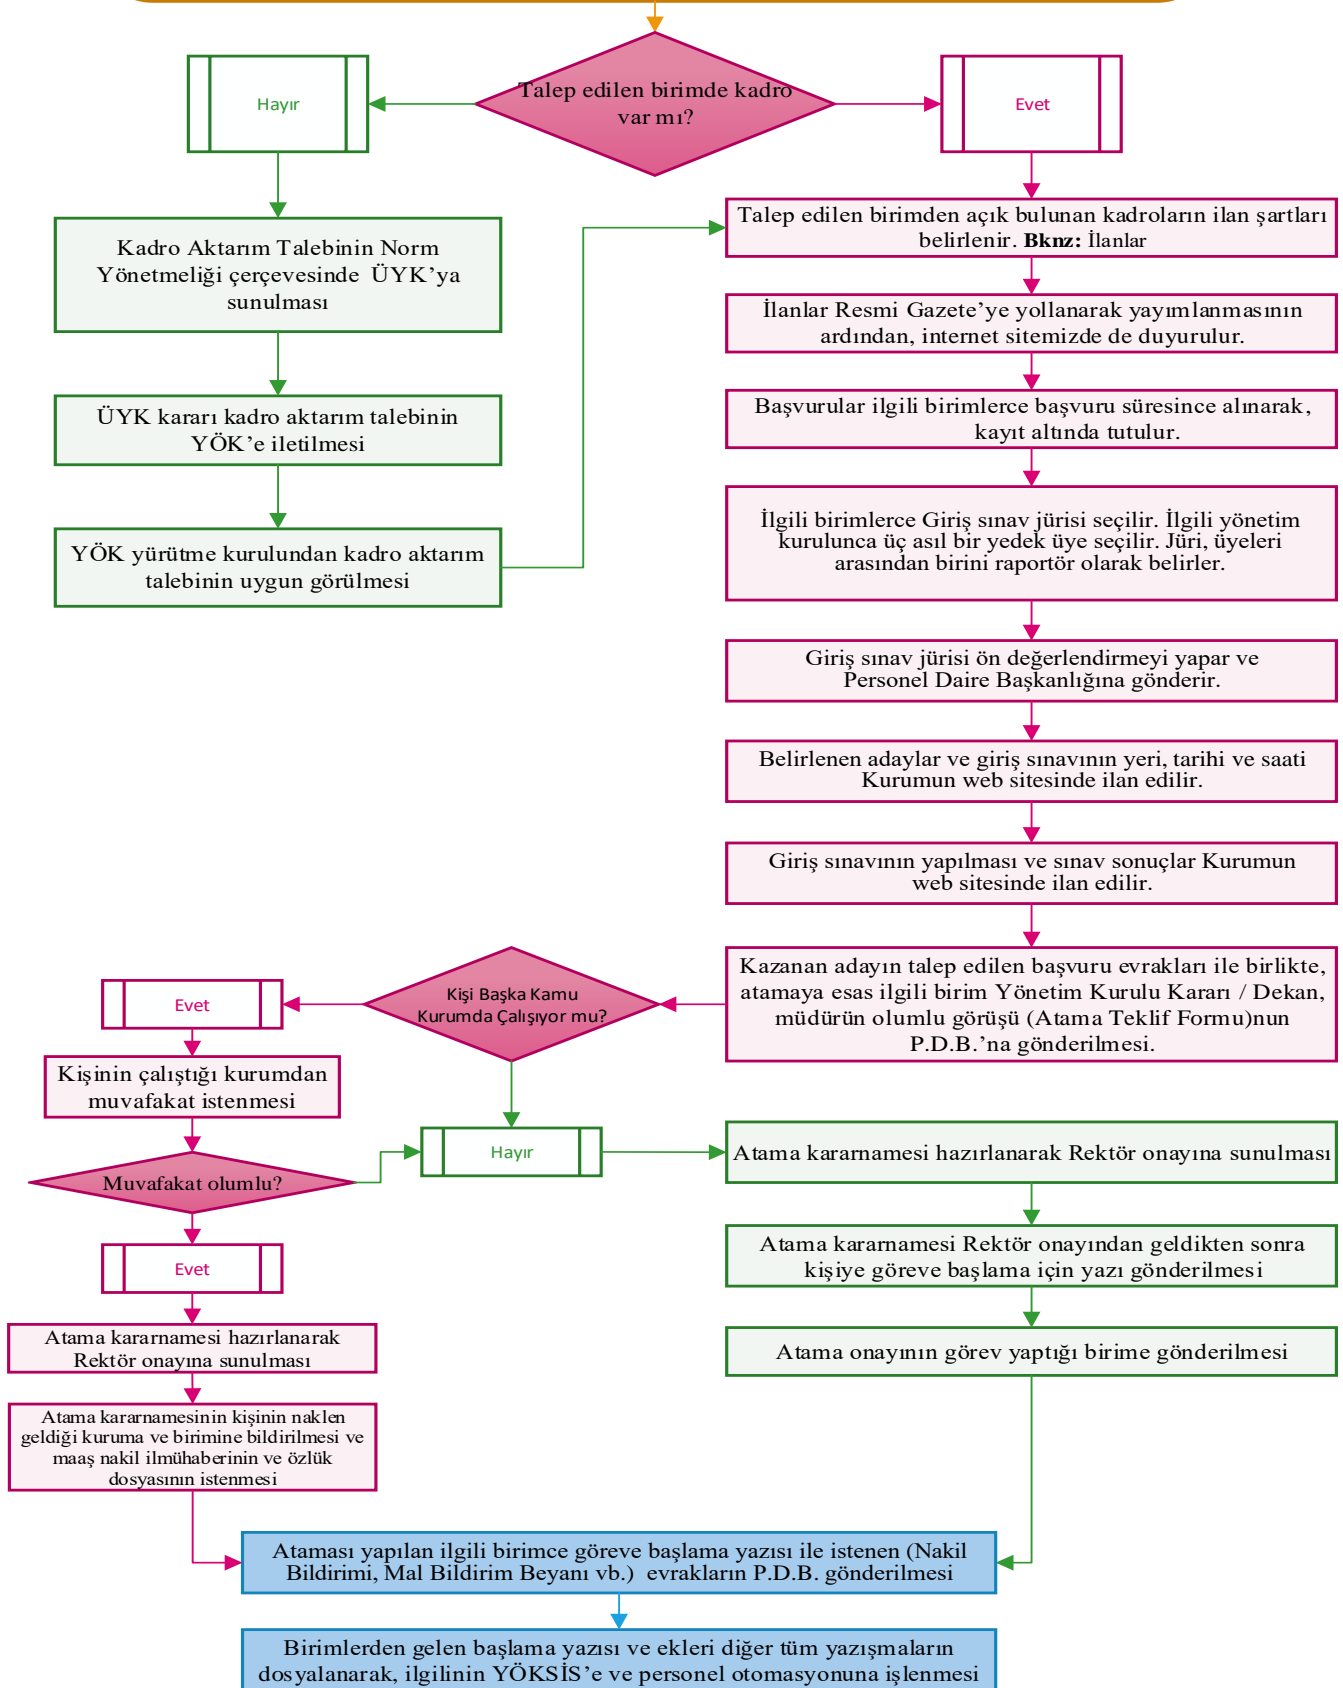 Talep edilen birimde kadro
var mı?
Hayır
Evet
Kadro Aktarım Talebinin Norm
Yönetmeliği çerçevesinde ÜYK’ya
sunulması
ÜYK kararı kadro aktarım talebinin
YÖK’e iletilmesi
YÖK yürütme kurulundan kadro aktarım
talebinin uygun görülmesi
Talep edilen birimden açık bulunan kadroların ilan şartları
belirlenir. Bknz: İlanlar
İlanlar Resmi Gazete’ye yollanarak yayımlanmasının
ardından, internet sitemizde de duyurulur.
Başvurular ilgili birimlerce başvuru süresince alınarak,
kayıt altında tutulur.
İlgili birimlerce Giriş sınav jürisi seçilir. İlgili yönetim
kurulunca üç asıl bir yedek üye seçilir. Jüri, üyeleri
arasından birini raportör olarak belirler.
Giriş sınav jürisi ön değerlendirmeyi yapar ve
Personel Daire Başkanlığına gönderir.
Belirlenen adaylar ve giriş sınavının yeri, tarihi ve saati
Kurumun web sitesinde ilan edilir.
Giriş sınavının yapılması ve sınav sonuçlar Kurumun
web sitesinde ilan edilir.
Kazanan adayın talep edilen başvuru evrakları ile birlikte,
atamaya esas ilgili birim Yönetim Kurulu Kararı / Dekan,
müdürün olumlu görüşü (Atama Teklif Formu)nun
P.D.B.’na gönderilmesi.
Kişi Başka Kamu
Kurumda Çalışıyor mu?
Evet
Kişinin çalıştığı kurumdan
muvafakat istenmesi
Muvafakat olumlu?
Hayır
Evet
Atama kararnamesi hazırlanarak
Rektör onayına sunulması
Atama kararnamesinin kişinin naklen
geldiği kuruma ve birimine bildirilmesi ve
maaş nakil ilmühaberinin ve özlük
dosyasının istenmesi
Atama kararnamesi hazırlanarak Rektör onayına sunulması
Atama kararnamesi Rektör onayından geldikten sonra
kişiye göreve başlama için yazı gönderilmesi
Atama onayının görev yaptığı birime gönderilmesi
Ataması yapılan ilgili birimce göreve başlama yazısı ile istenen (Nakil
Bildirimi, Mal Bildirim Beyanı vb.) evrakların P.D.B. gönderilmesi
Birimlerden gelen başlama yazısı ve ekleri diğer tüm yazışmaların
dosyalanarak, ilgilinin YÖKSİS’e ve personel otomasyonuna işlenmesi